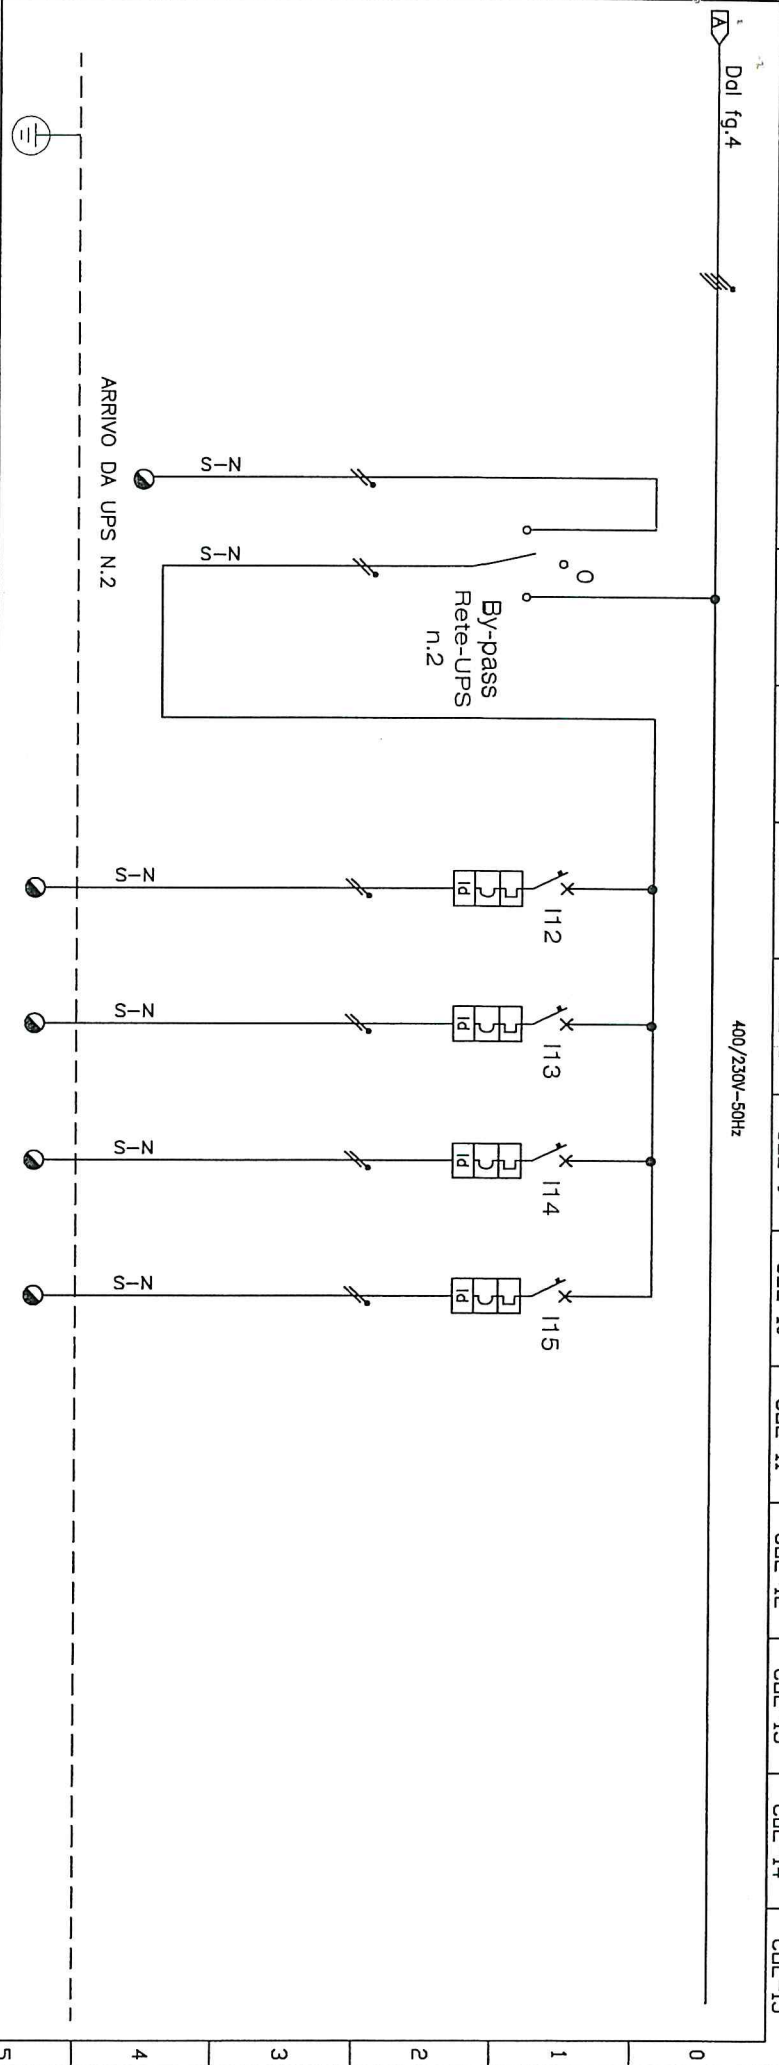 A
Dal fg.4
400/230V-50Hz
0
By-pass
Rete-UPS
n.2
S-N
S-N
ARRIVO DA UPS N.2
I12
Id
S-N
I13
Id
S-N
I14
Id
S-N
I15
Id
S-N
0
1
2
3
4
5